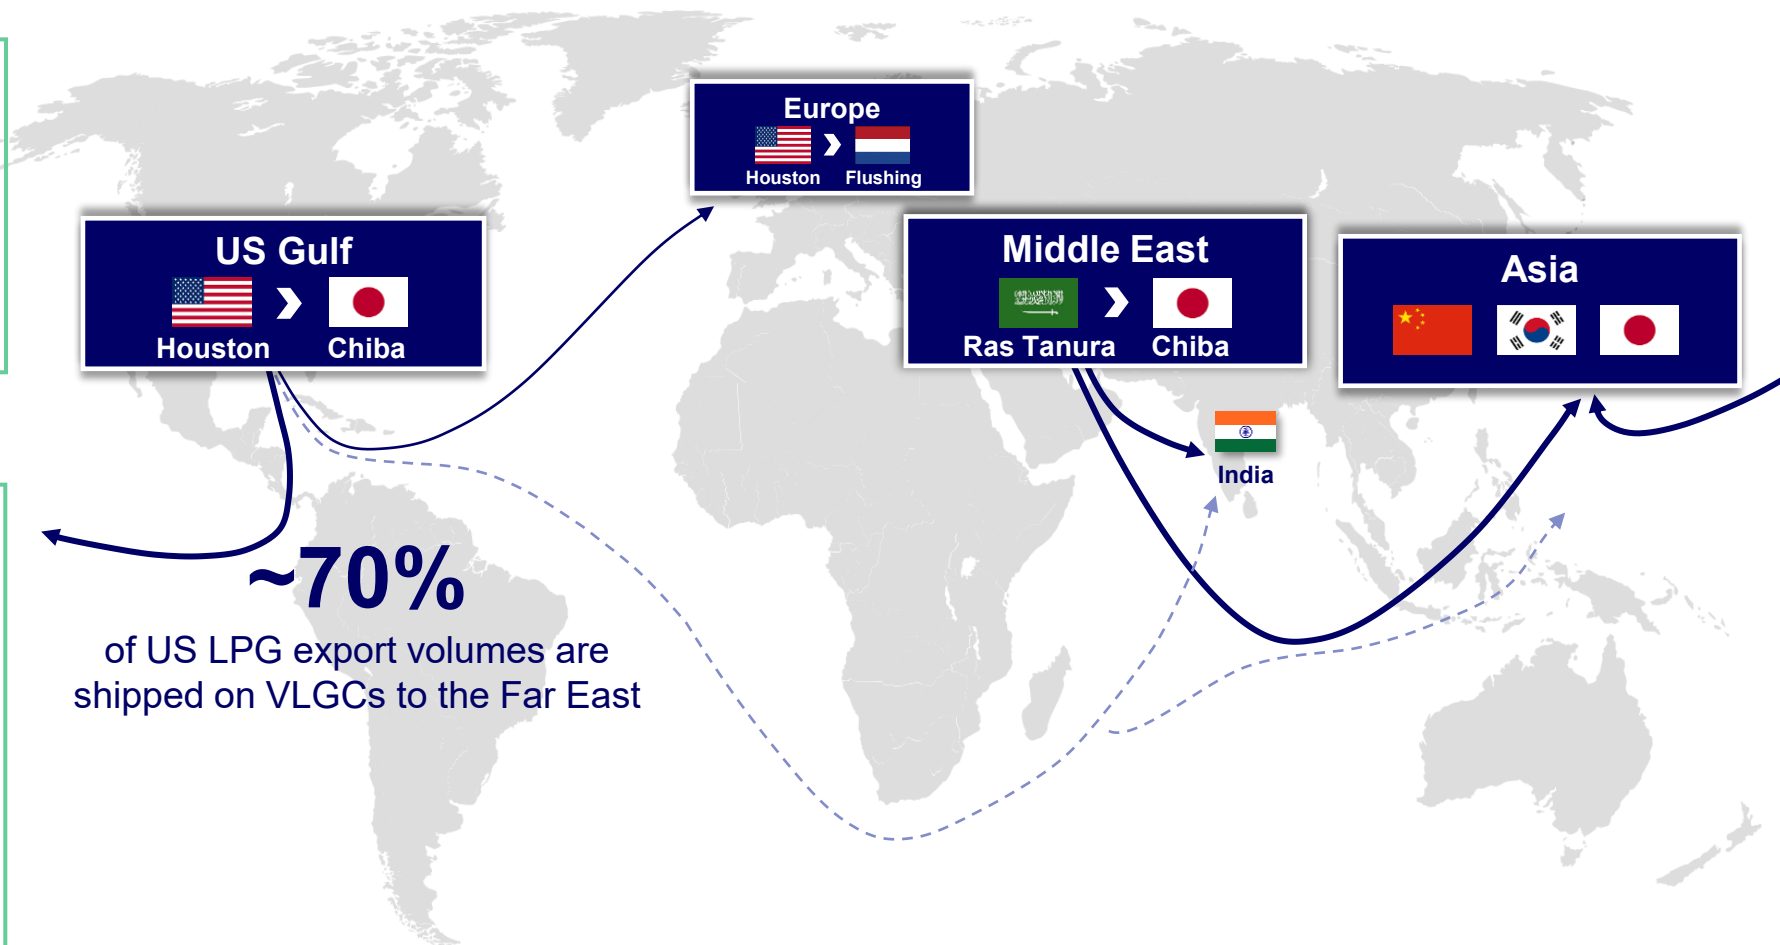 Europe
Houston Flushing
US Gulf
Houston Chiba
Middle East
Ras Tanura Chiba
Asia
India
~70%
of US LPG export volumes are
shipped on VLGCs to the Far East